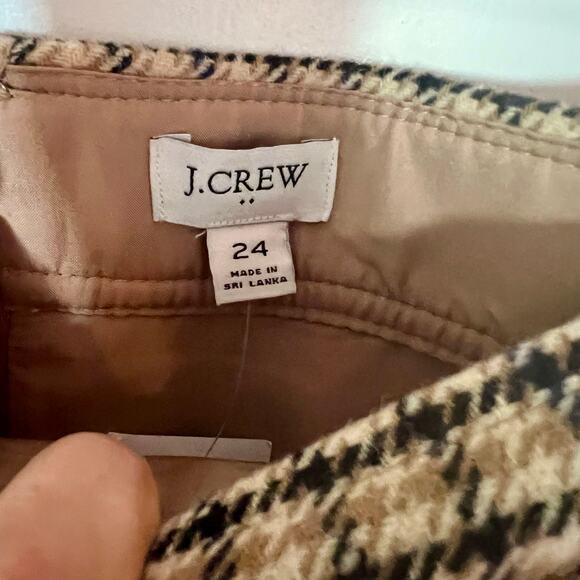 J.CREW
24
MADE IN
SRI LANKA